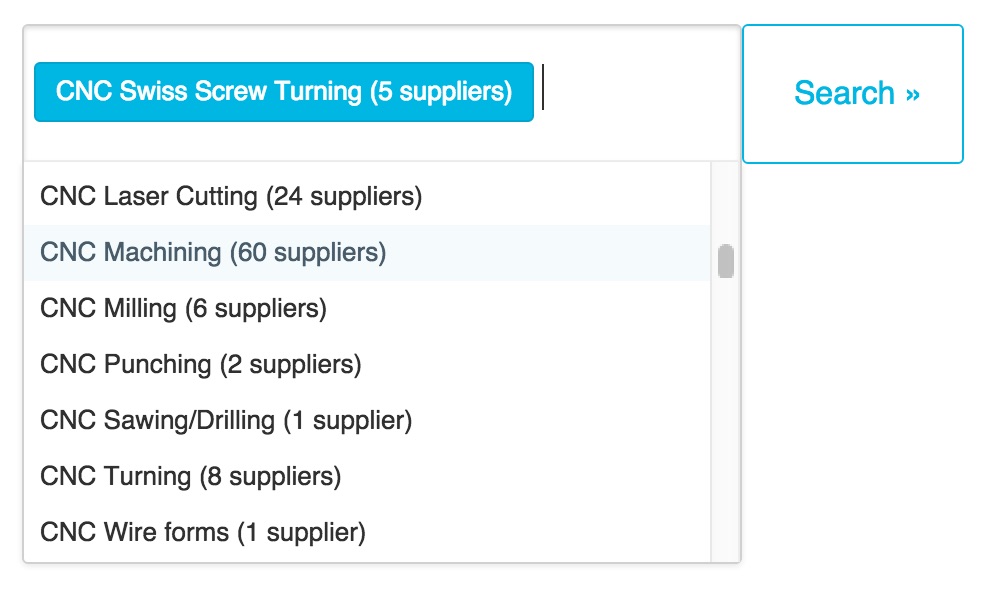 CNC Swiss Screw Turning (5 suppliers)
Search »
CNC Laser Cutting (24 suppliers)
CNC Machining (60 suppliers)
CNC Milling (6 suppliers)
CNC Punching (2 suppliers)
CNC Sawing/Drilling (1 supplier)
CNC Turning (8 suppliers)
CNC Wire forms (1 supplier)